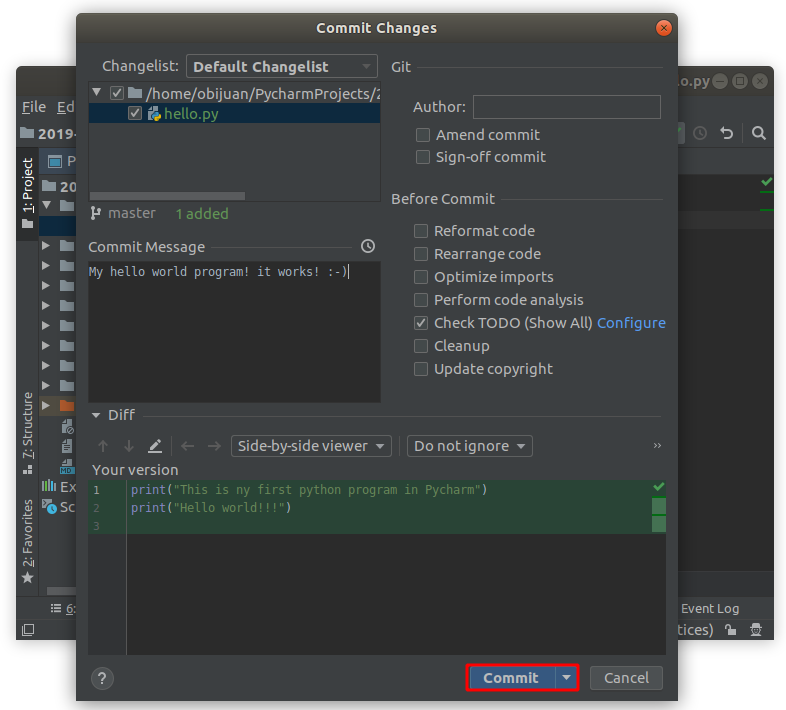 Commit Changes
Changelist: Default Changelist
/home/obijuan/PycharmProjects/2
hello.py
master 1 added
Commit Message
My hello world program! it works! :-)
Git
Author:
Amend commit
Sign-off commit
Before Commit
Reformat code
Rearrange code
Optimize imports
Perform code analysis
Check TODO (Show All) Configure
Cleanup
Update copyright
Diff
Side-by-side viewer Do not ignore »
Your version
1 print("This is ny first python program in Pycharm")
2 print("Hello world!!!")
3
? Commit Cancel
lo.py
File Ed
2019-
1: Project
P
20
7: Structure
MD
Ex
Sc
2: Favorites
6:
Event Log
tices)